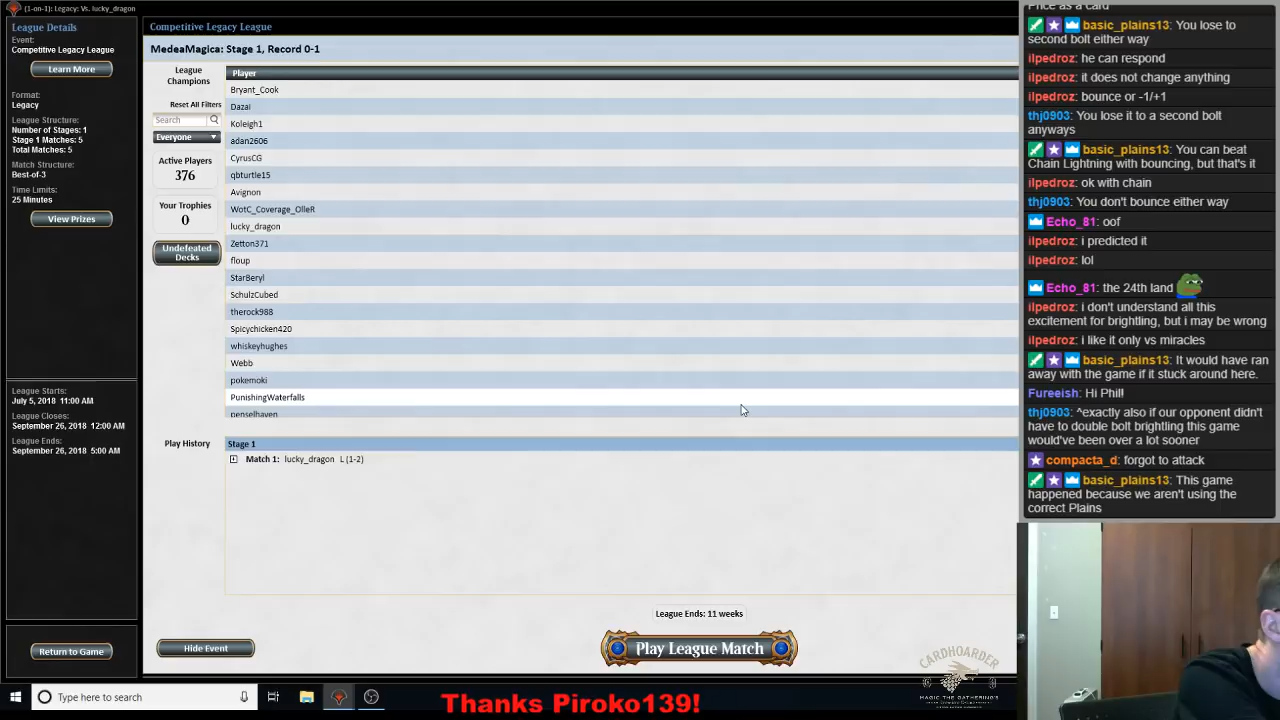 (1-on-1): Legacy: Vs. lucky_dragon
League Details
Event:
Competitive Legacy League
Learn More
Format:
Legacy
League Structure:
Number of Stages: 1
Stage 1 Matches: 5
Total Matches: 5
Match Structure:
Best-of-3
Time Limits:
25 Minutes
View Prizes
League Starts:
July 5, 2018 11:00 AM
League Closes:
September 26, 2018 12:00 AM
League Ends:
September 26, 2018 5:00 AM
Return to Game
Competitive Legacy League
MedeaMagica: Stage 1, Record 0-1
League
Champions
Reset All Filters
Search
Everyone
Active Players
376
Your Trophies
0
Undefeated
Decks
Player
Bryant_Cook
Dazai
Koleigh1
adan2606
CyrusCG
qbturtle15
Avignon
WotC_Coverage_OlleR
lucky_dragon
Zetton371
floup
StarBeryl
SchulzCubed
therock988
Spicychicken420
whiskeyhughes
Webb
pokemoki
PunishingWaterfalls
penselhaven
Play History
Stage 1
Match 1: lucky_dragon L (1-2)
League Ends: 11 weeks
Hide Event
Play League Match
CARDHOARDER
MAGIC THE GATHERING
Price as a card
basic_plains13: You lose to
second bolt either way
ilpedroz: he can respond
ilpedroz: it does not change anything
ilpedroz: bounce or -1/+1
thj0903: You lose it to a second bolt
anyways
basic_plains13: You can beat
Chain Lightning with bouncing, but that's it
ilpedroz: ok with chain
thj0903: You don't bounce either way
Echo_81: oof
ilpedroz: i predicted it
ilpedroz: lol
Echo_81: the 24th land
ilpedroz: i don't understand all this
excitement for brightling, but i may be wrong
ilpedroz: i like it only vs miracles
basic_plains13: It would have ran
away with the game if it stuck around here.
Fureeish: Hi Phil!
thj0903: ^exactly also if our opponent didn't
have to double bolt brightling this game
would've been over a lot sooner
compacta_d: forgot to attack
basic_plains13: This game
happened because we aren't using the
correct Plains
Type here to search
Thanks Piroko139!